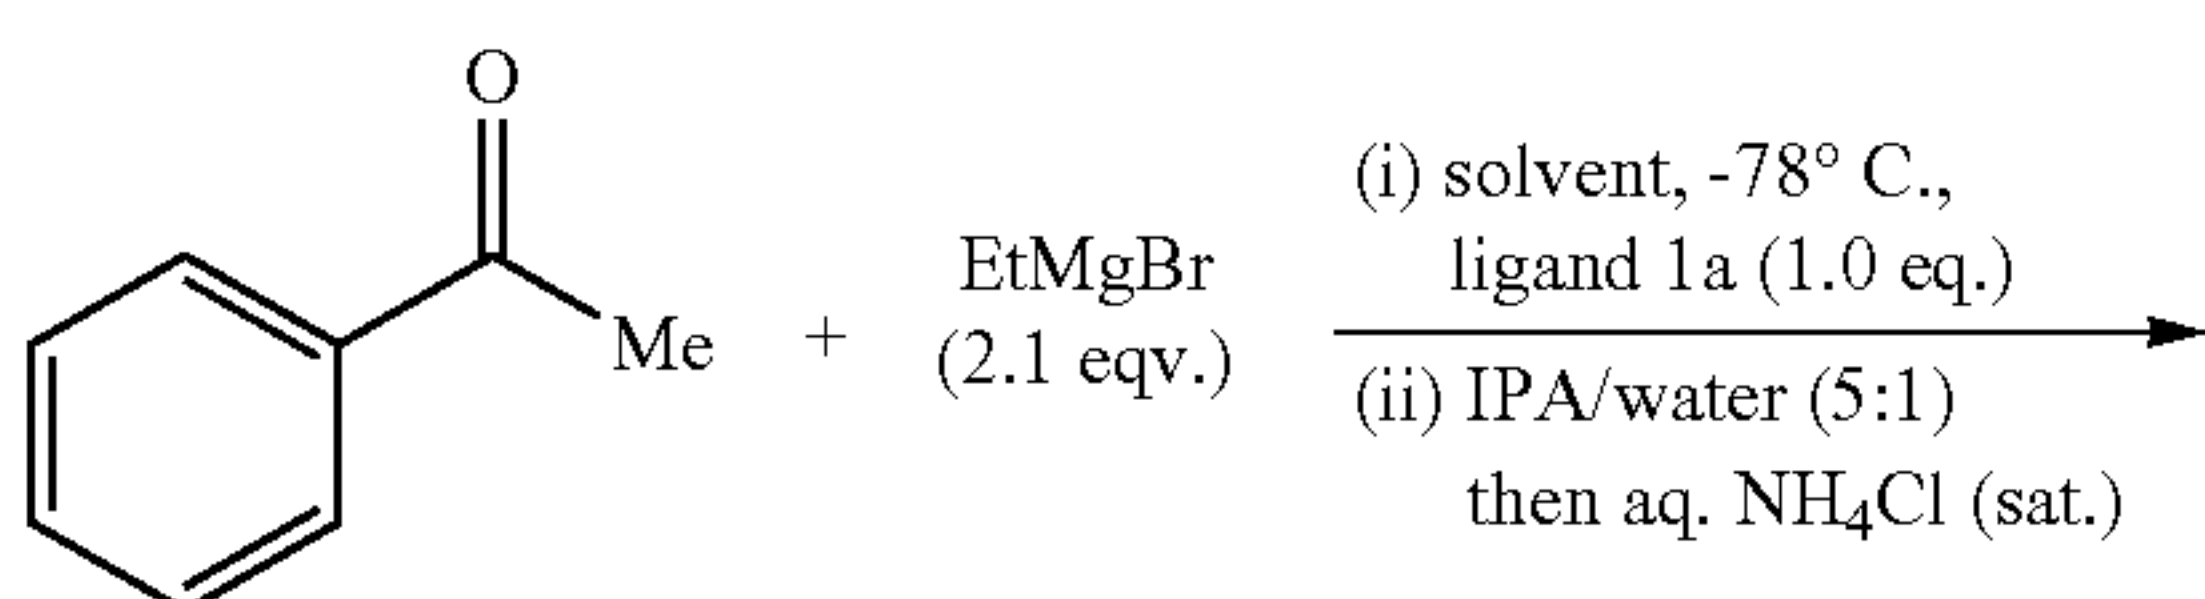 O
Me
+
EtMgBr
(2.1 eqv.)
(i) solvent, -78° C.,
ligand 1a (1.0 eq.)
(ii) IPA/water (5:1)
then aq. NH₄Cl (sat.)